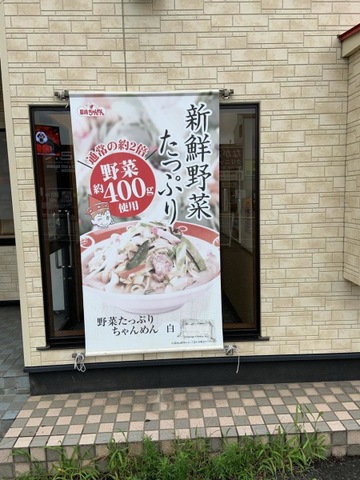 新鮮野菜
たっぷり
通常の約2倍
野菜
約400g
使用
野菜たっぷり
ちゃんめん 白